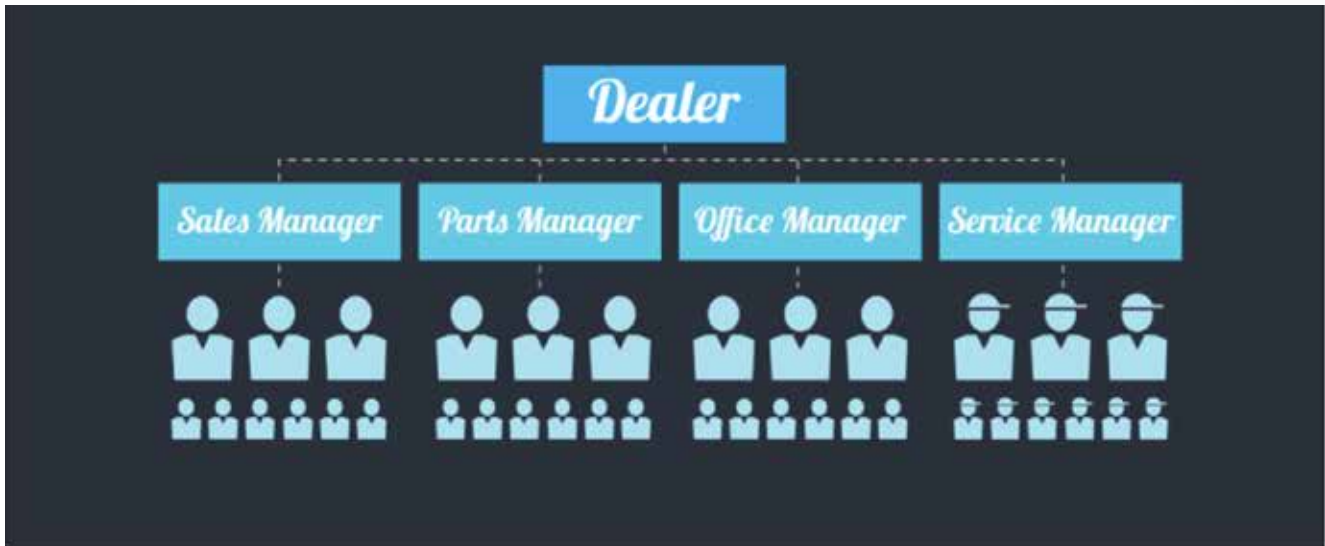 Dealer
Sales Manager
Parts Manager
Office Manager
Service Manager